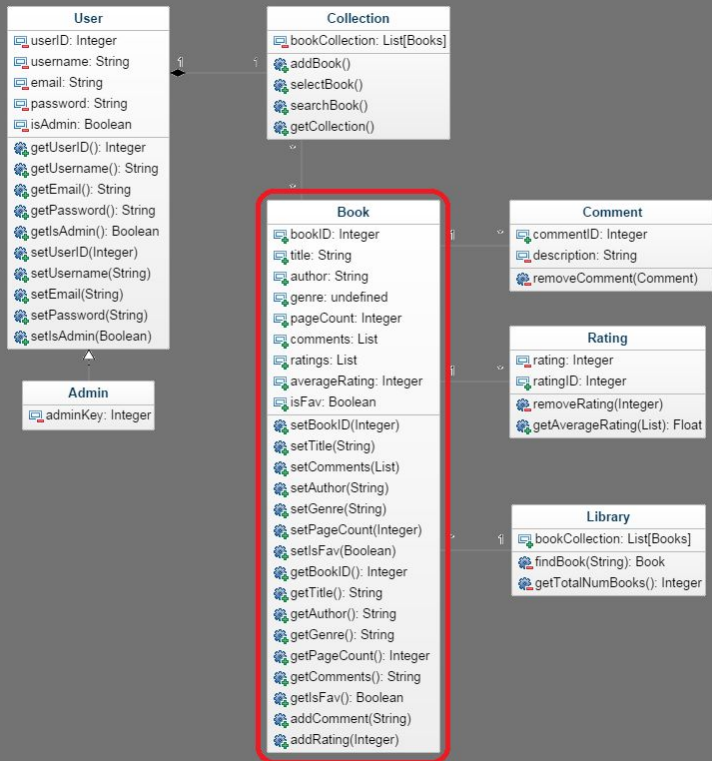 User
userID: Integer
username: String
email: String
password: String
isAdmin: Boolean
getUserID(): Integer
getUsername(): String
getEmail(): String
getPassword(): String
getIsAdmin(): Boolean
setUserID(Integer)
setUsername(String)
setEmail(String)
setPassword(String)
setIsAdmin(Boolean)
Admin
adminKey: Integer
1
1
Collection
bookCollection: List[Books]
addBook()
selectBook()
searchBook()
getCollection()
Book
bookID: Integer
title: String
author: String
genre: undefined
pageCount: Integer
comments: List
ratings: List
averageRating: Integer
isFav: Boolean
setBookID(Integer)
setTitle(String)
setComments(List)
setAuthor(String)
setGenre(String)
setPageCount(Integer)
setIsFav(Boolean)
getBookID(): Integer
getTitle(): String
getAuthor(): String
getGenre(): String
getPageCount(): Integer
getComments(): String
getIsFav(): Boolean
addComment(String)
addRating(Integer)
1
Comment
commentID: Integer
description: String
removeComment(Comment)
1
Rating
rating: Integer
ratingID: Integer
removeRating(Integer)
getAverageRating(List): Float
1
Library
bookCollection: List[Books]
findBook(String): Book
getTotalNumBooks(): Integer